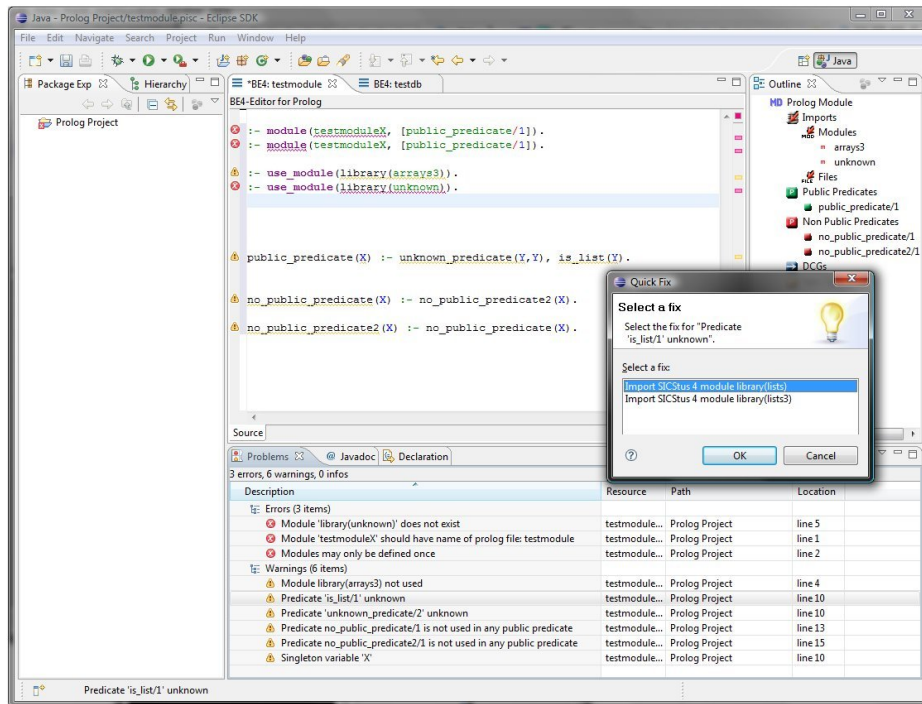 Java - Prolog Project/testmodule.pisc - Eclipse SDK
File Edit Navigate Search Project Run Window Help
Java
Package Exp
Hierarchy
Prolog Project
*BE4: testmodule
BE4: testdb
BE4-Editor for Prolog
:- module(testmoduleX, [public_predicate/1]).
:- module(testmoduleX, [public_predicate/1]).
:- use_module(library(arrays3)).
:- use_module(library(unknown)).
public_predicate(X) :- unknown_predicate(Y,Y), is_list(Y).
no_public_predicate(X) :- no_public_predicate2(X).
no_public_predicate2(X) :- no_public_predicate(X).
Source
Outline
MD Prolog Module
Imports
MOD Modules
arrays3
unknown
FILE Files
Public Predicates
public_predicate/1
Non Public Predicates
no_public_predicate/1
no_public_predicate2/1
DCGs
Quick Fix
Select a fix
Select the fix for "Predicate
'is_list/1' unknown".
Select a fix:
Import SICStus 4 module library(lists)
Import SICStus 4 module library(lists3)
OK
Cancel
Problems
@ Javadoc
Declaration
3 errors, 6 warnings, 0 infos
Description Resource Path Location
Errors (3 items)
Module 'library(unknown)' does not exist testmodule... Prolog Project line 5
Module 'testmoduleX' should have name of prolog file: testmodule testmodule... Prolog Project line 1
Modules may only be defined once testmodule... Prolog Project line 2
Warnings (6 items)
Module library(arrays3) not used testmodule... Prolog Project line 4
Predicate 'is_list/1' unknown testmodule... Prolog Project line 10
Predicate 'unknown_predicate/2' unknown testmodule... Prolog Project line 10
Predicate no_public_predicate/1 is not used in any public predicate testmodule... Prolog Project line 13
Predicate no_public_predicate2/1 is not used in any public predicate testmodule... Prolog Project line 15
Singleton variable 'X' testmodule... Prolog Project line 10
Predicate 'is_list/1' unknown